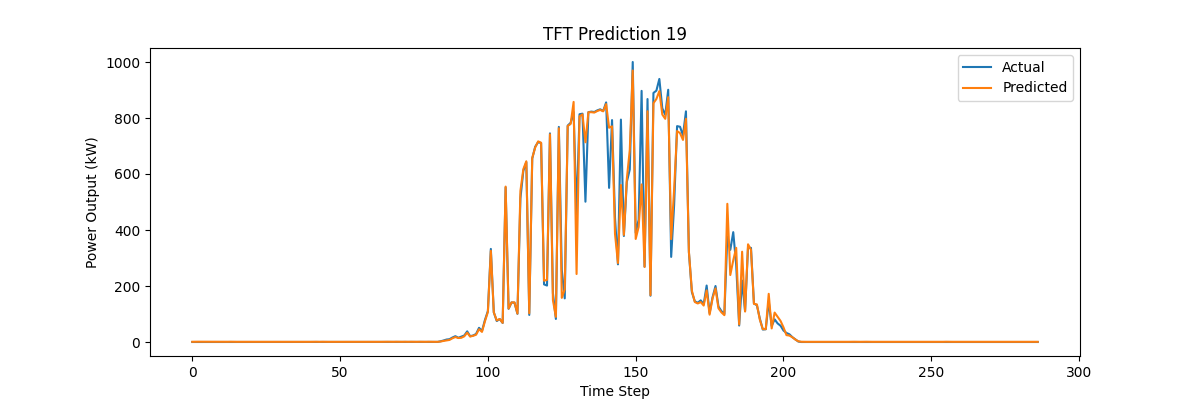 TFT Prediction 19
Actual
Predicted
Power Output (kW)
1000
800
600
400
200
0
0 50 100 150 200 250 300
Time Step